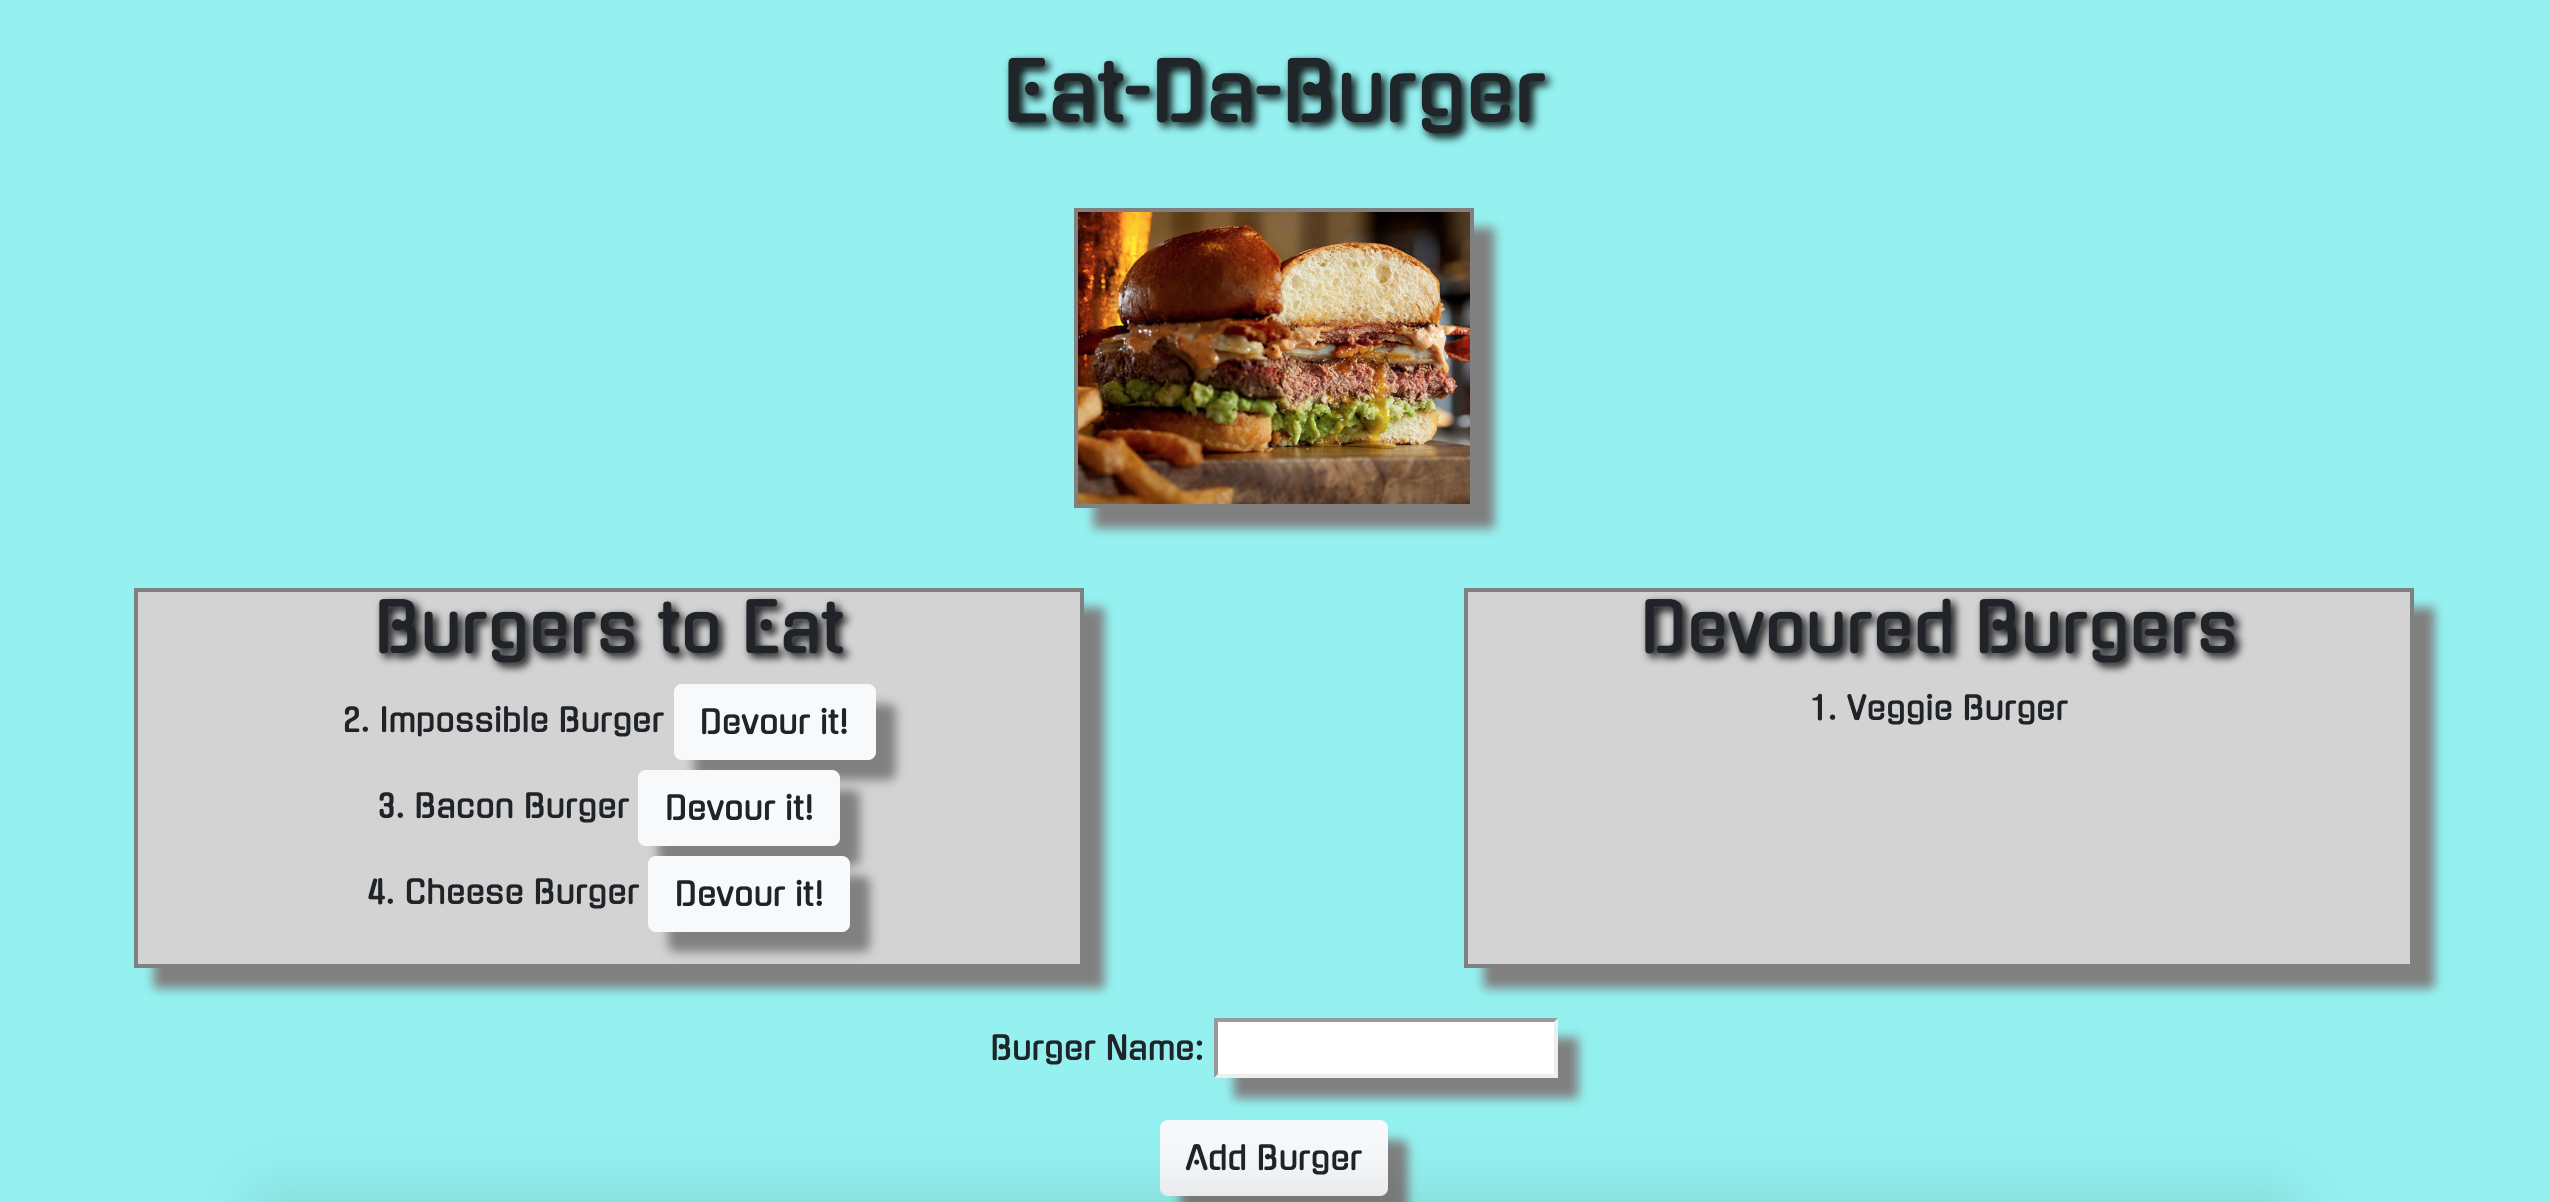 Eat-Da-Burger
Burgers to Eat
2. Impossible Burger Devour it!
3. Bacon Burger Devour it!
4. Cheese Burger Devour it!
Devoured Burgers
1. Veggie Burger
Burger Name:
Add Burger